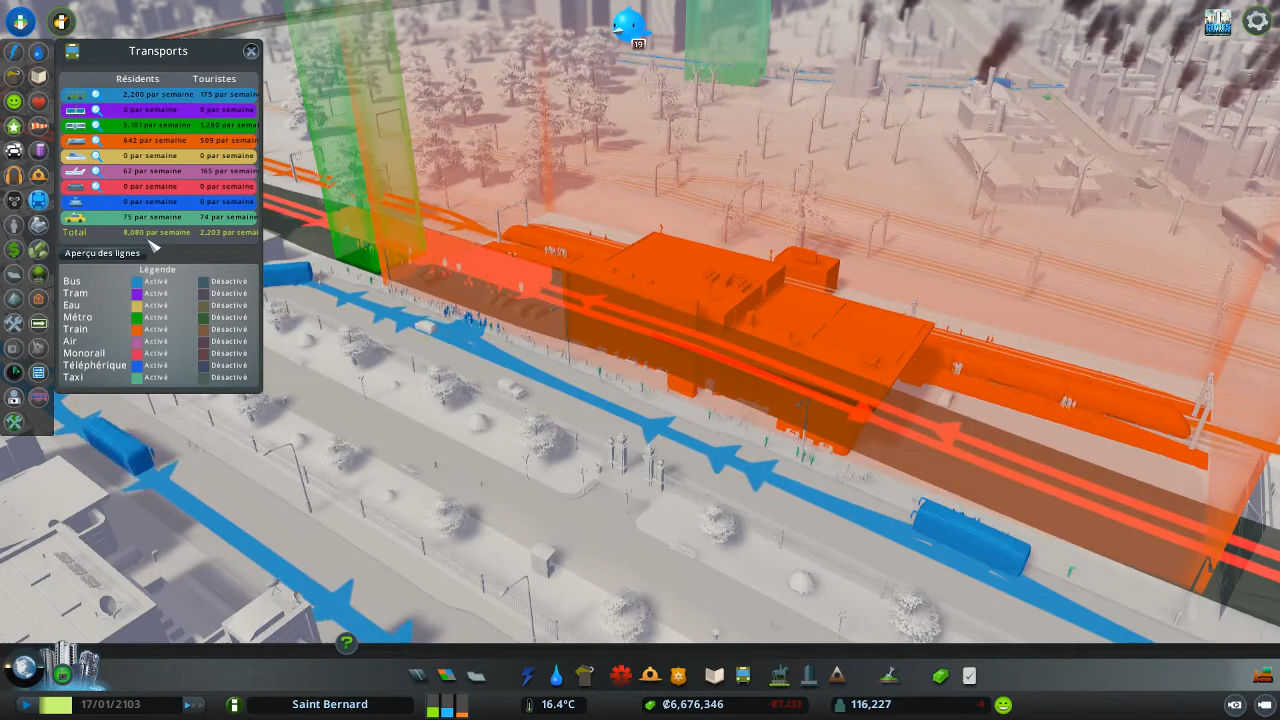 19
Transports
Résidents Touristes
2,200 par semaine 175 par semain
0 par semaine 0 par semaine
5,101 par semaine 1,280 par sema
642 par semaine 509 par semaine
0 par semaine 0 par semaine
62 par semaine 165 par semaine
0 par semaine 0 par semaine
0 par semaine 0 par semaine
75 par semaine 74 par semaine
Total 8,080 par semaine 2,203 par semai
Aperçu des lignes
Légende
Bus Activé Désactivé
Tram Activé Désactivé
Eau Activé Désactivé
Métro Activé Désactivé
Train Activé Désactivé
Air Activé Désactivé
Monorail Activé Désactivé
Téléphérique Activé Désactivé
Taxi Activé Désactivé
?
17/01/2103 Saint Bernard 16.4°C ₡6,676,346 -87,233 116,227